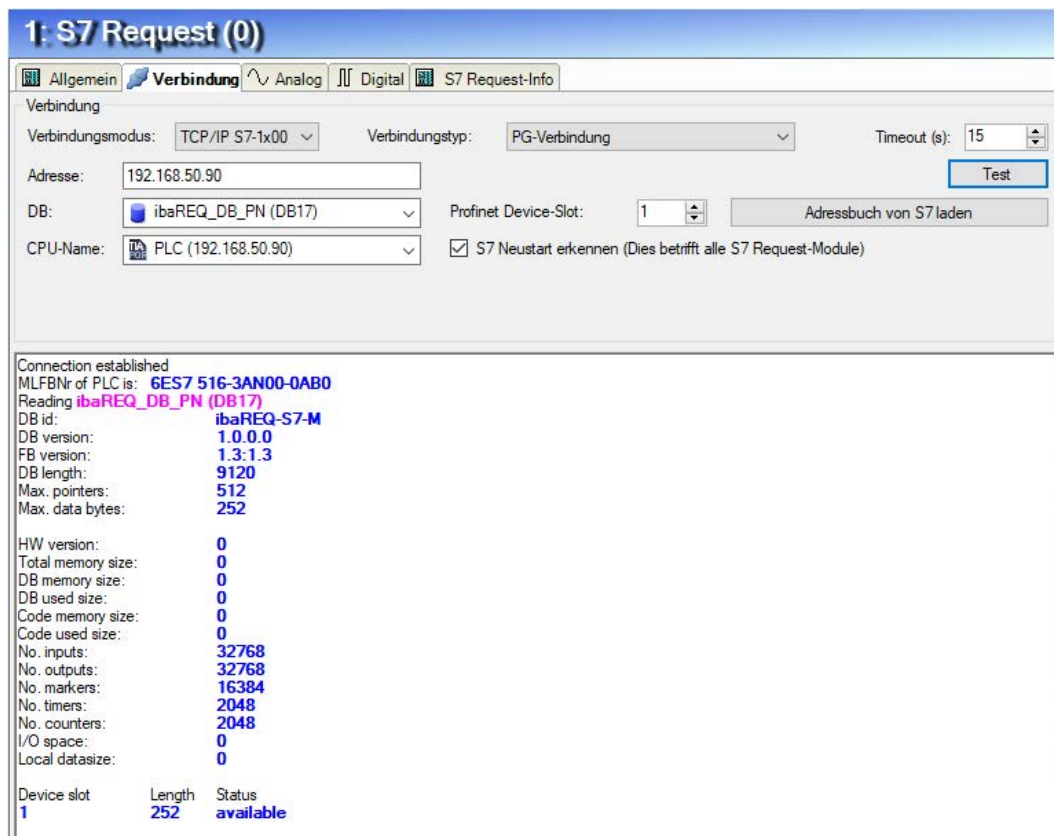 1: S7 Request (0)
Allgemein Verbindung Analog Digital S7 Request-Info
Verbindung
Verbindungsmodus: TCP/IP S7-1x00 Verbindungstyp: PG-Verbindung Timeout (s): 15
Adresse: 192.168.50.90 Test
DB: ibaREQ_DB_PN (DB17) Profinet Device-Slot: 1 Adressbuch von S7 laden
CPU-Name: PLC (192.168.50.90) S7 Neustart erkennen (Dies betrifft alle S7 Request-Module)
Connection established
MLFBNr of PLC is: 6ES7 516-3AN00-0AB0
Reading ibaREQ_DB_PN (DB17)
DB id: ibaREQ-S7-M
DB version: 1.0.0.0
FB version: 1.3:1.3
DB length: 9120
Max. pointers: 512
Max. data bytes: 252
HW version: 0
Total memory size: 0
DB memory size: 0
DB used size: 0
Code memory size: 0
Code used size: 0
No. inputs: 32768
No. outputs: 32768
No. markers: 16384
No. timers: 2048
No. counters: 2048
I/O space: 0
Local datasize: 0
Device slot Length Status
1 252 available